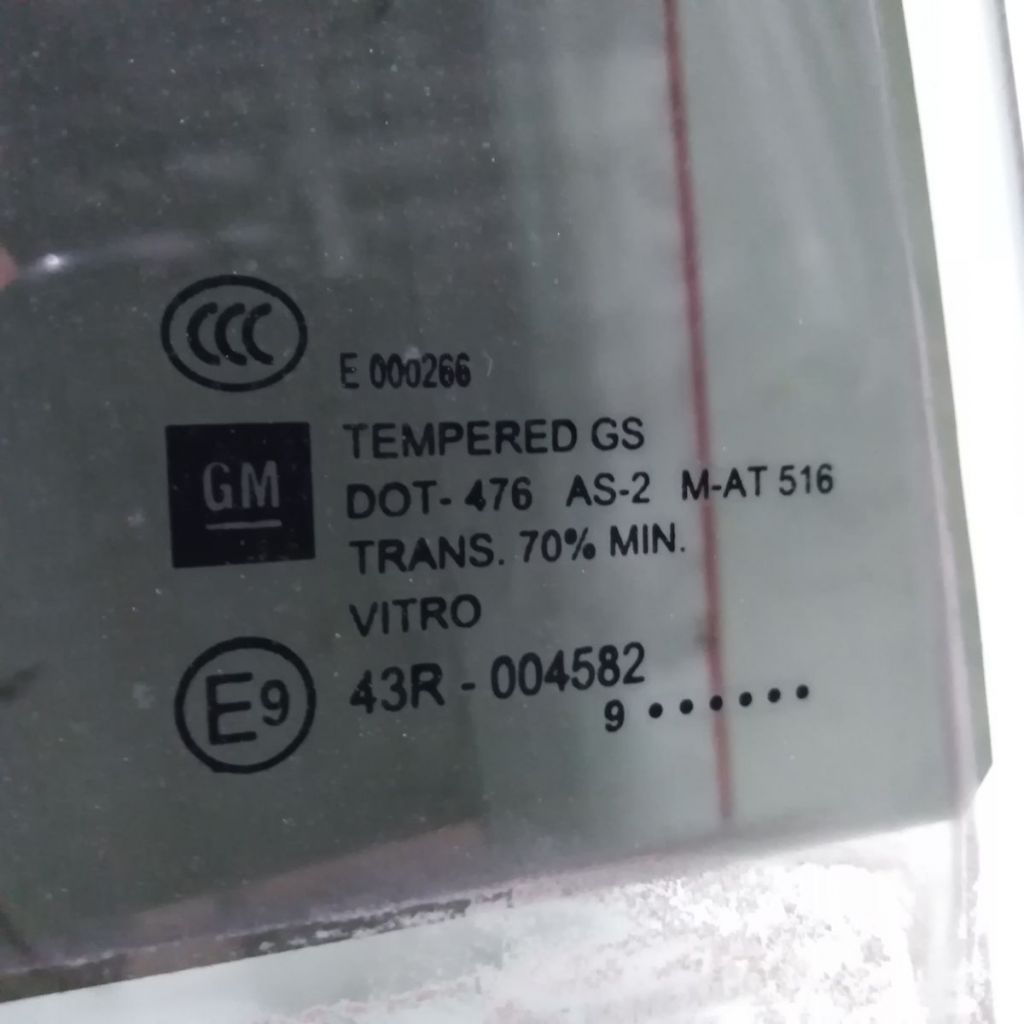 CCC
E 000266
GM
TEMPERED GS
DOT- 476 AS-2 M-AT 516
TRANS. 70% MIN.
VITRO
E9
43R - 004582
9 ••••••